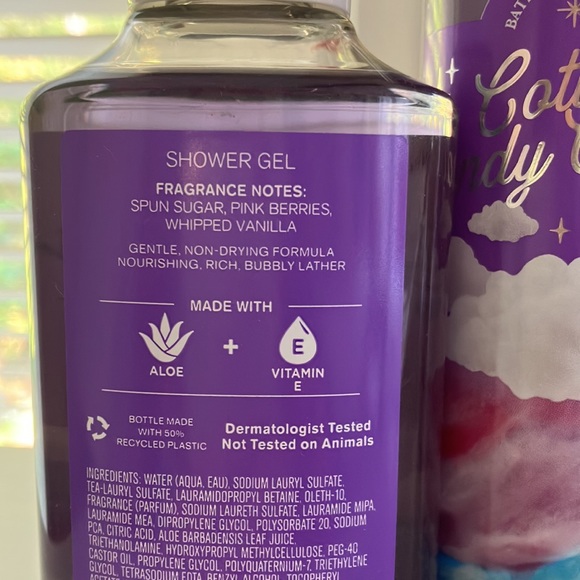 SHOWER GEL
FRAGRANCE NOTES:
SPUN SUGAR, PINK BERRIES,
WHIPPED VANILLA
GENTLE, NON-DRYING FORMULA
NOURISHING, RICH, BUBBLY LATHER
MADE WITH
ALOE
+
E
VITAMIN
E
BOTTLE MADE
WITH 50%
RECYCLED PLASTIC
Dermatologist Tested
Not Tested on Animals
INGREDIENTS: WATER (AQUA, EAU), SODIUM LAURYL SULFATE,
TEA-LAURYL SULFATE, LAURAMIDOPROPYL BETAINE, OLETH-10,
FRAGRANCE (PARFUM), SODIUM LAURETH SULFATE, LAURAMIDE MIPA,
LAURAMIDE MEA, DIPROPYLENE GLYCOL, POLYSORBATE 20, SODIUM
PCA, CITRIC ACID, ALOE BARBADENSIS LEAF JUICE,
TRIETHANOLAMINE, HYDROXYPROPYL METHYLCELLULOSE, PEG-40
CASTOR OIL, PROPYLENE GLYCOL, POLYQUATERNIUM-7, TRIETHYLENE
GLYCOL, TETRASODIUM EDTA, BENZYL ALCOHOL, TOCOPHERYL
BAT
Cot
ndy C